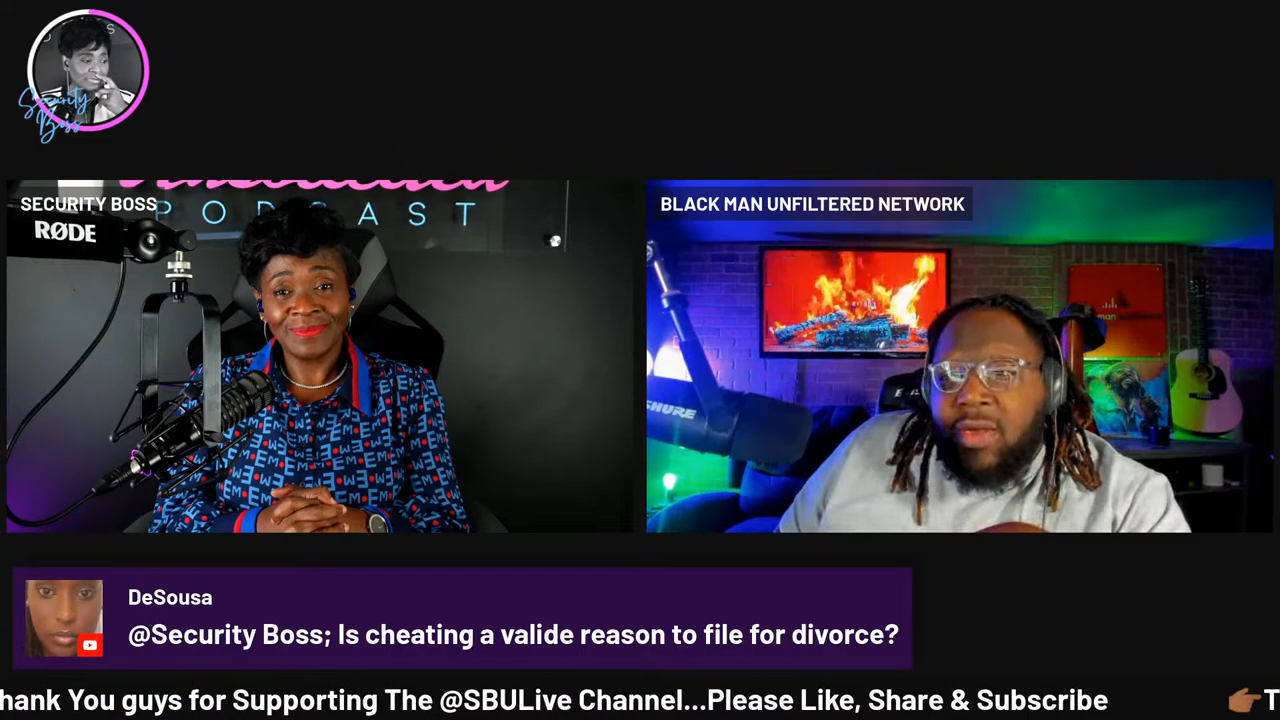 Security
Boss
SECURITY BOSS
RØDE
PODCAST
BLACK MAN UNFILTERED NETWORK
SHURE
man
DeSousa
@Security Boss; Is cheating a valide reason to file for divorce?
hank You guys for Supporting The @SBULive Channel...Please Like, Share & Subscribe